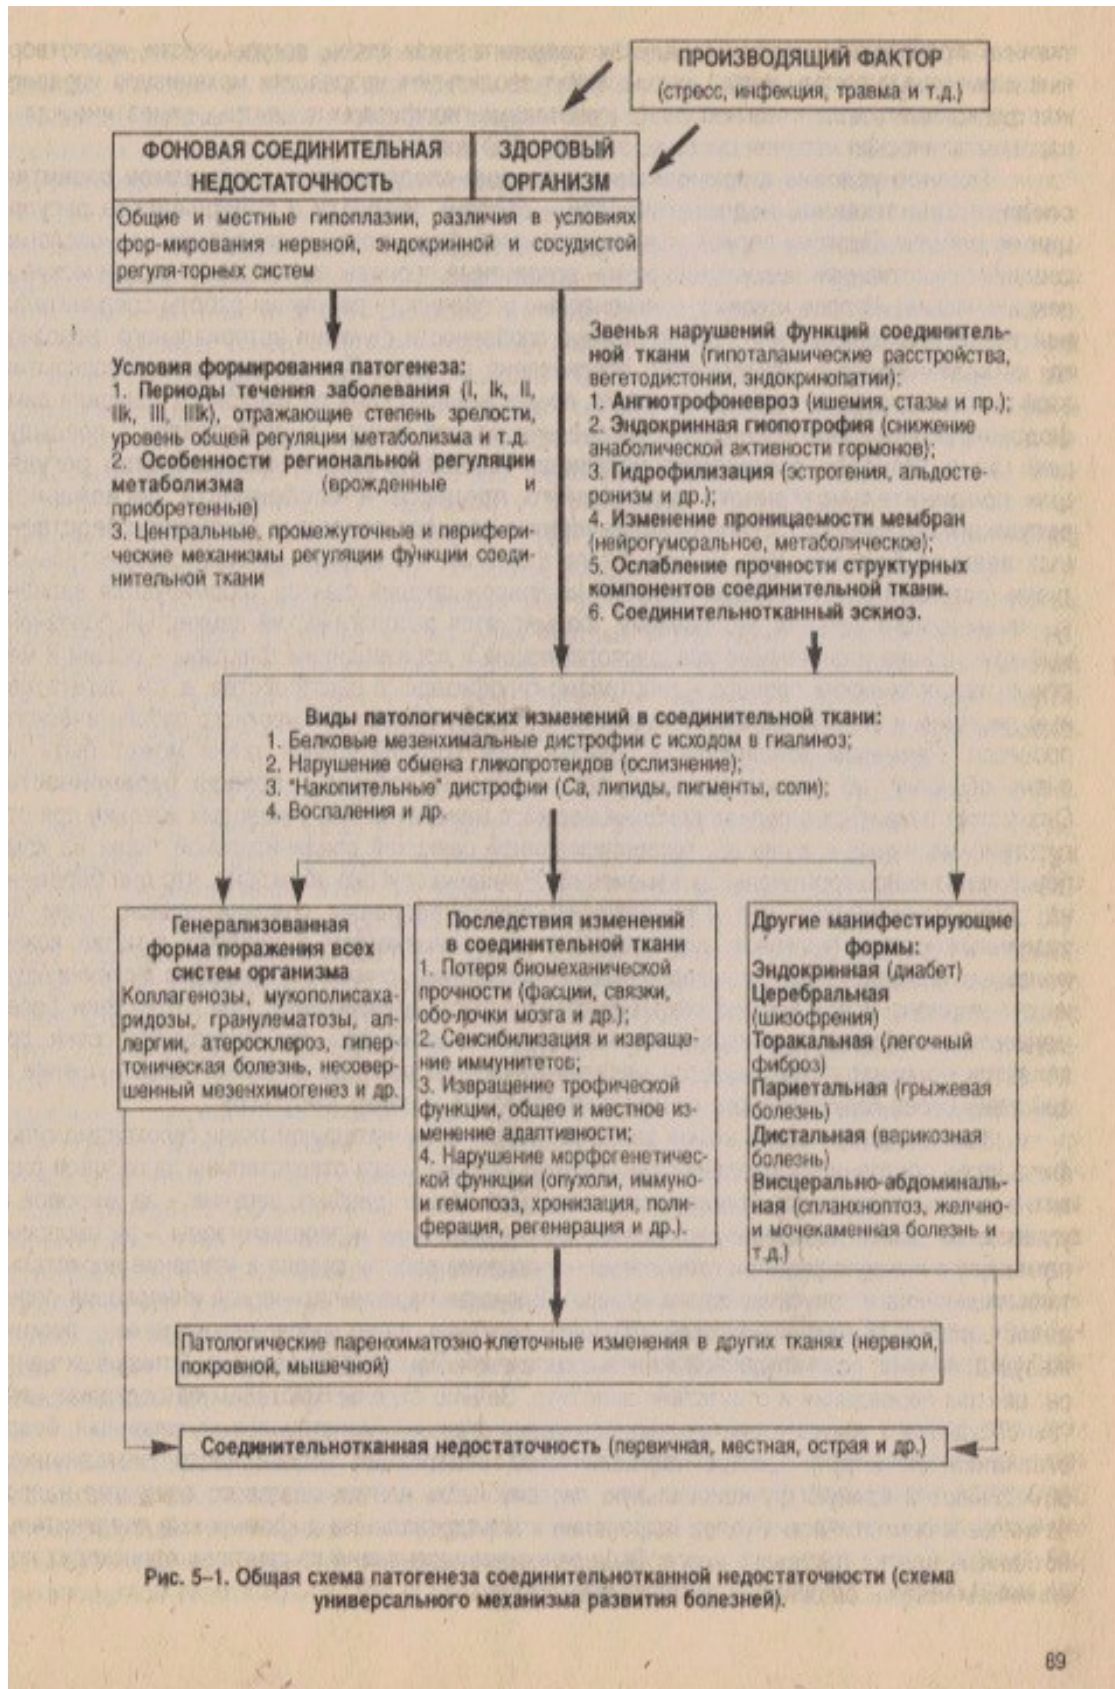 ПРОИЗВОДЯЩИЙ ФАКТОР
(стресс, инфекция, травма и т.д.)
ФОНОВАЯ СОЕДИНИТЕЛЬНАЯ
НЕДОСТАТОЧНОСТЬ
ЗДОРОВЫЙ
ОРГАНИЗМ
Общие и местные гипоплазии, различия в условиях
фор-мирования нервной, эндокринной и сосудистой
регуля-торных систем
Условия формирования патогенеза:
1. Периоды течения заболевания (I, Iк, II,
IIк, III, IIIк), отражающие степень зрелости,
уровень общей регуляции метаболизма и т.д.
2. Особенности региональной регуляции
метаболизма (врожденные и
приобретенные)
3. Центральные, промежуточные и перифери-
ческие механизмы регуляции функции соеди-
нительной ткани
Звенья нарушений функций соединитель-
ной ткани (гипоталамические расстройства,
вегетодистонии, эндокринопатии):
1. Ангиотрофоневроз (ишемия, стазы и пр.);
2. Эндокринная гиопотрофия (снижение
анаболической активности гормонов);
3. Гидрофилизация (эстрогения, альдосте-
ронизм и др.);
4. Изменение проницаемости мембран
(нейрогуморальное, метаболическое);
5. Ослабление прочности структурных
компонентов соединительной ткани.
6. Соединительнотканный эскиоз.
Виды патологических изменений в соединительной ткани:
1. Белковые мезенхимальные дистрофии с исходом в гиалиноз;
2. Нарушение обмена гликопротеидов (ослизнение);
3. "Накопительные" дистрофии (Ca, липиды, пигменты, соли);
4. Воспаления и др.
Генерализованная
форма поражения всех
систем организма
Коллагенозы, мукополисаха-
ридозы, гранулематозы, ал-
лергии, атеросклероз, гипер
тоническая болезнь, несовер-
шенный мезенхимогенез и др.
Последствия изменений
в соединительной ткани
1. Потеря биомеханической
прочности (фасции, связки,
обо-лочки мозга и др.);
2. Сенсибилизация и извраще-
ние иммунитетов;
3. Извращение трофической
функции, общее и местное из-
менение адаптивности;
4. Нарушение морфогенетичес-
кой функции (опухоли, иммуно-
и гемопоэз, хронизация, поли-
ферация, регенерация и др.).
Другие манифестирующие
формы:
Эндокринная (диабет)
Церебральная
(шизофрения)
Торакальная (легочный
фиброз)
Париетальная (грыжевая
болезнь)
Дистальная (варикозная
болезнь)
Висцерально-абдоминаль-
ная (спланхноптоз, желчно-
и мочекаменная болезнь и
т.д.)
Патологические паренхиматозно-клеточные изменения в других тканях (нервной,
покровной, мышечной)
Соединительнотканная недостаточность (первичная, местная, острая и др.)
Рис. 5–1. Общая схема патогенеза соединительнотканной недостаточности (схема
универсального механизма развития болезней).
89